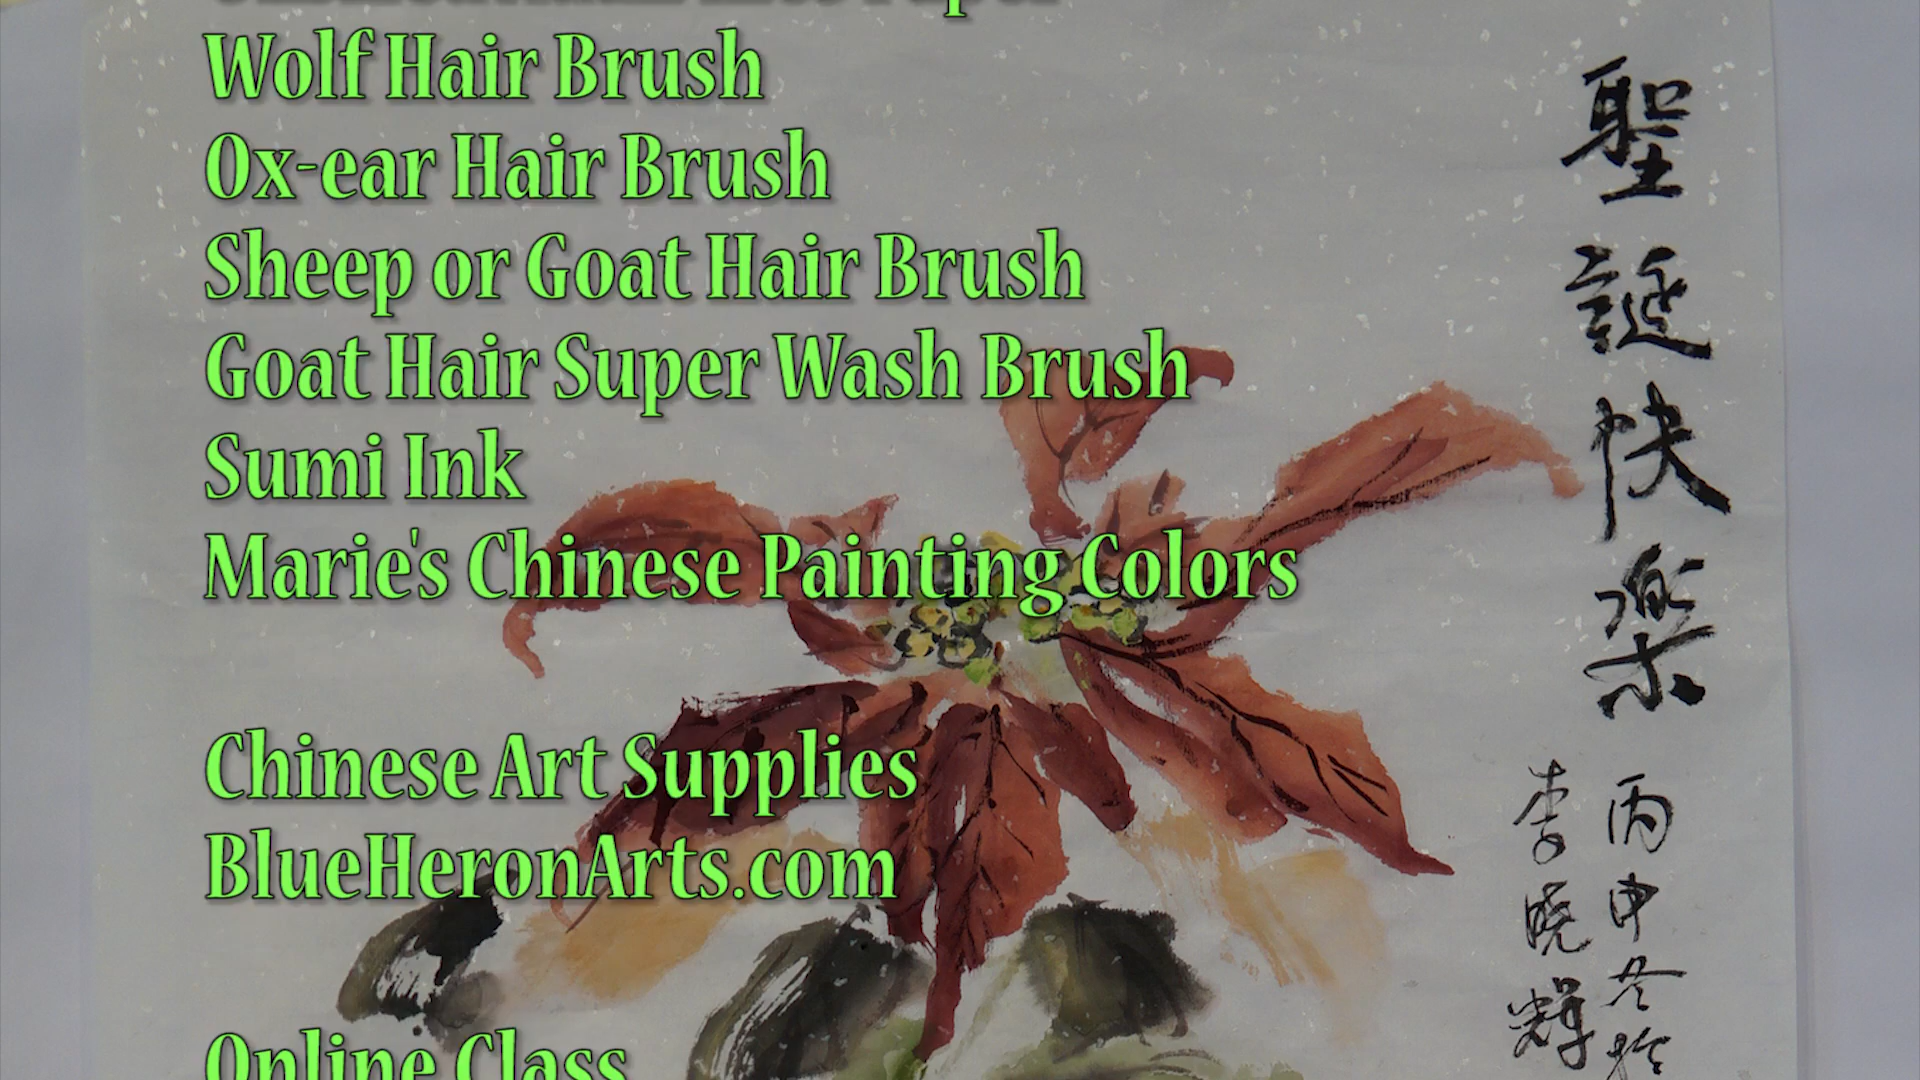 Wolf Hair Brush
Ox-ear Hair Brush
Sheep or Goat Hair Brush
Goat Hair Super Wash Brush
Sumi Ink
Marie's Chinese Painting Colors
Chinese Art Supplies
BlueHeronArts.com
Online Class
聖誕快樂
丙申冬於
李曉輝